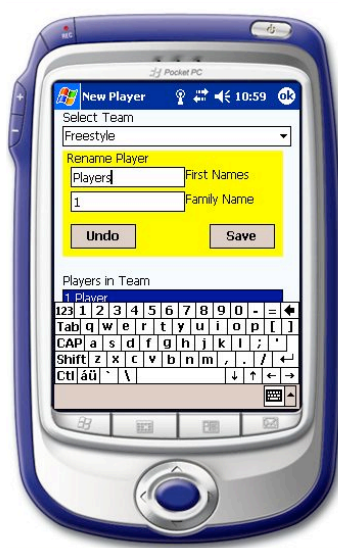 REC
Pocket PC
New Player 10:59 ok
Select Team
Freestyle
Rename Player
Players First Names
1 Family Name
Undo Save
Players in Team
1 Player
123 1 2 3 4 5 6 7 8 9 0 - =
Tab q w e r t y u i o p [ ]
CAP a s d f g h j k l ; '
Shift z x c v b n m , . /
Ctl áü ` \